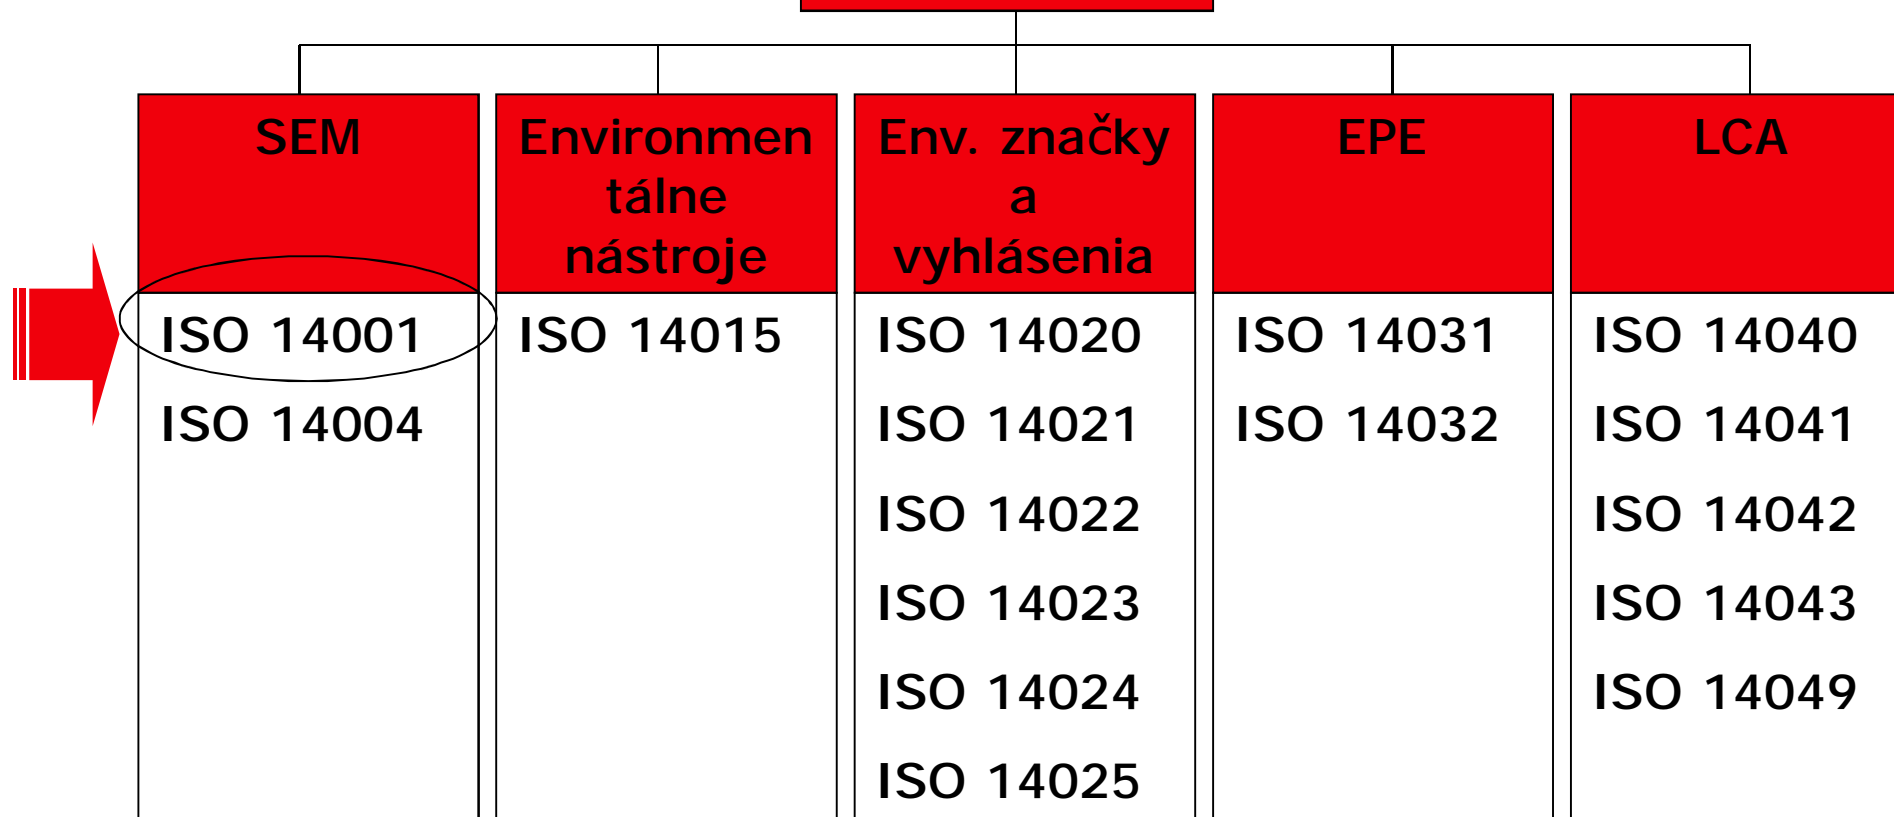 SEM
Environmen
tálne
nástroje
Env. značky
a
vyhlásenia
EPE
LCA
ISO 14001
ISO 14004
ISO 14015
ISO 14020
ISO 14021
ISO 14022
ISO 14023
ISO 14024
ISO 14025
ISO 14031
ISO 14032
ISO 14040
ISO 14041
ISO 14042
ISO 14043
ISO 14049